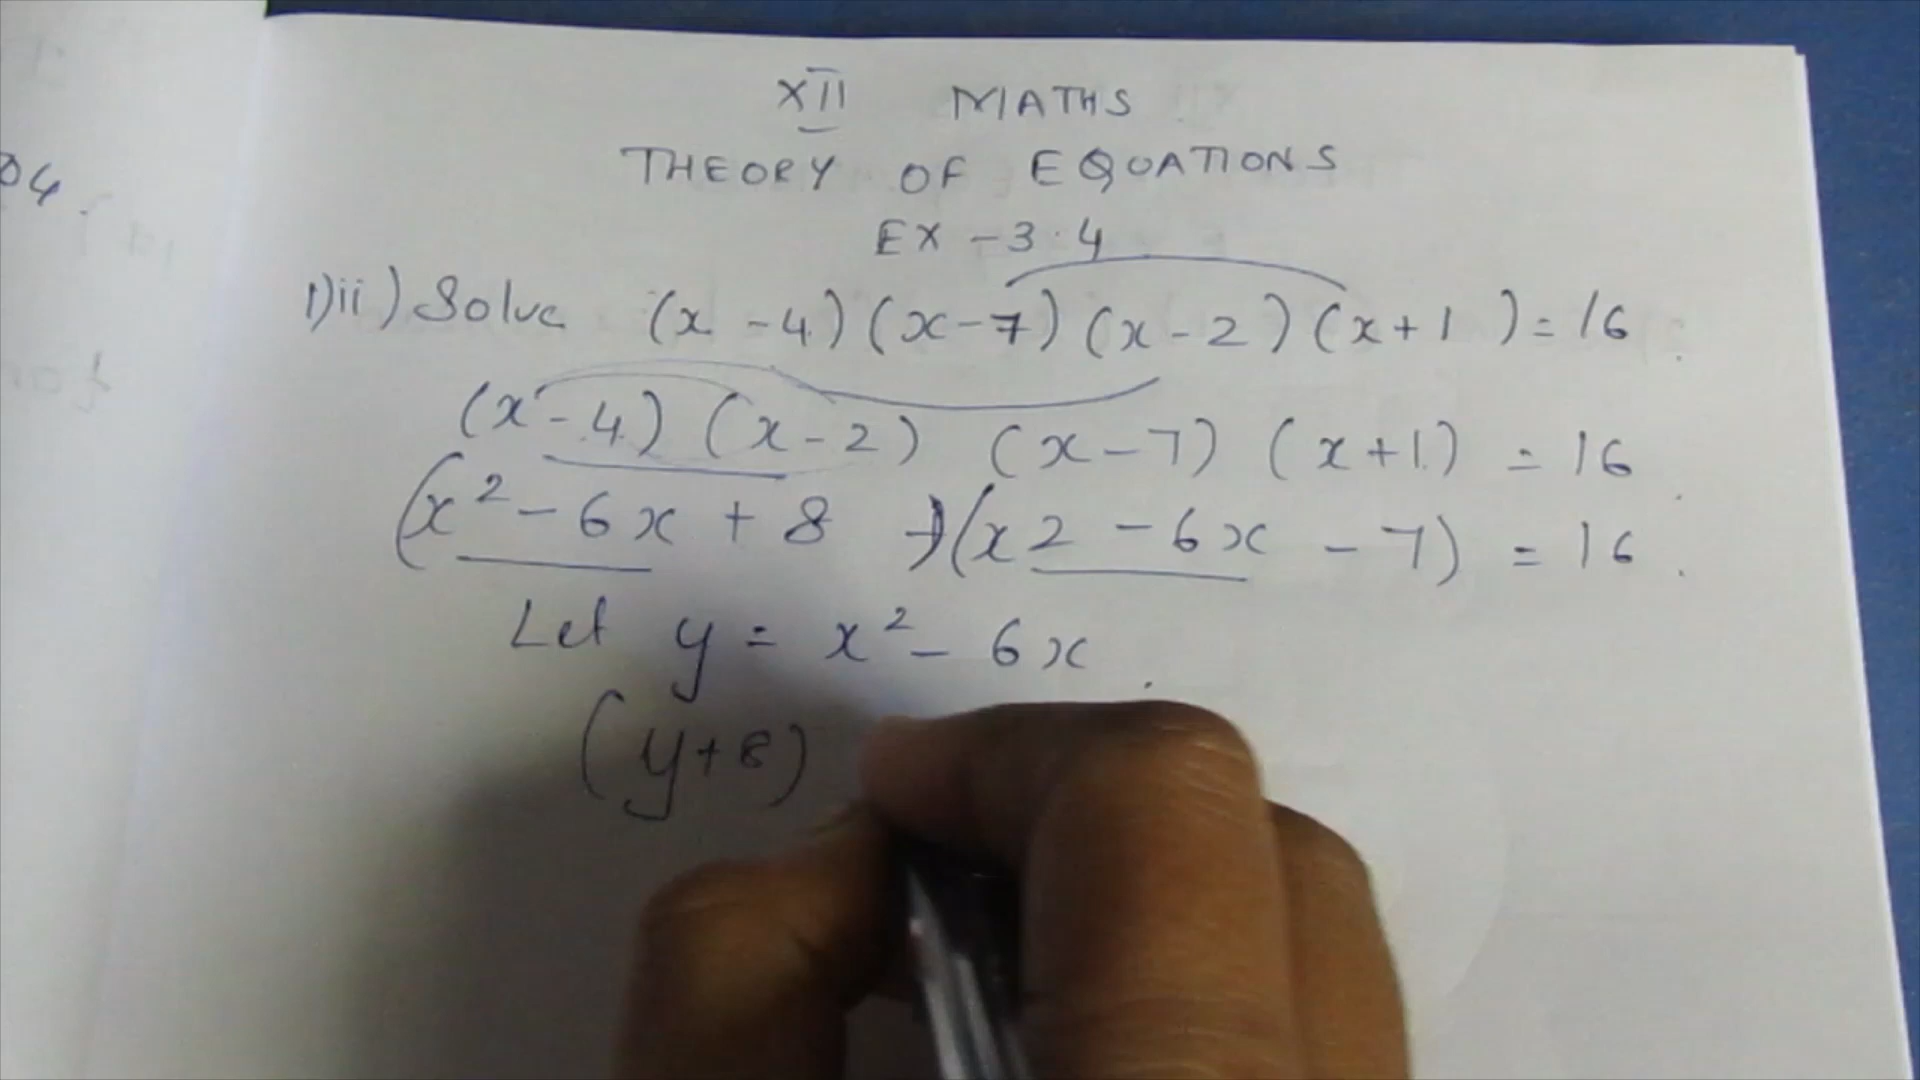 XII MATHS
THEORY OF EQUATIONS
EX - 3.4
1)ii) Solve (x - 4)(x - 7)(x - 2)(x + 1) = 16
(x - 4)(x - 2)(x - 7)(x + 1) = 16
(x² - 6x + 8)(x2 - 6x - 7) = 16
Let y = x² - 6x
(y + 8)